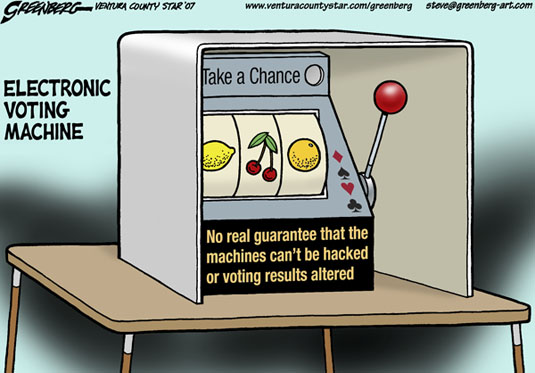 GREENBERG— VENTURA COUNTY STAR '07
www.venturacountystar.com/greenberg steve@greenberg-art.com
ELECTRONIC
VOTING
MACHINE
Take a Chance
No real guarantee that the
machines can't be hacked
or voting results altered